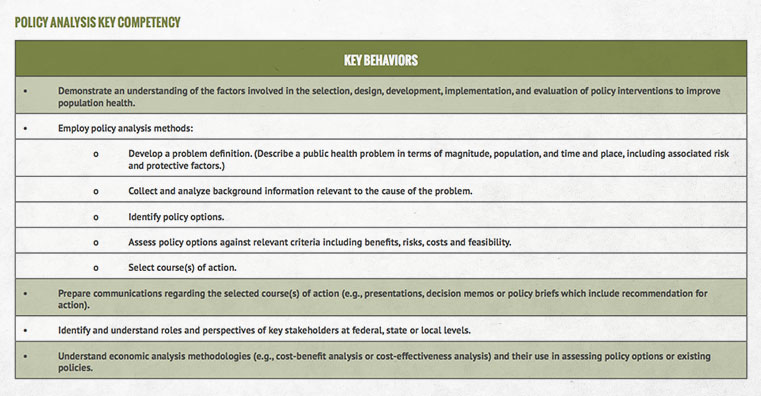 POLICY ANALYSIS KEY COMPETENCY
KEY BEHAVIORS
• Demonstrate an understanding of the factors involved in the selection, design, development, implementation, and evaluation of policy interventions to improve
population health.
• Employ policy analysis methods:
o Develop a problem definition. (Describe a public health problem in terms of magnitude, population, and time and place, including associated risk
and protective factors.)
o Collect and analyze background information relevant to the cause of the problem.
o Identify policy options.
o Assess policy options against relevant criteria including benefits, risks, costs and feasibility.
o Select course(s) of action.
• Prepare communications regarding the selected course(s) of action (e.g., presentations, decision memos or policy briefs which include recommendation for
action).
• Identify and understand roles and perspectives of key stakeholders at federal, state or local levels.
• Understand economic analysis methodologies (e.g., cost-benefit analysis or cost-effectiveness analysis) and their use in assessing policy options or existing
policies.